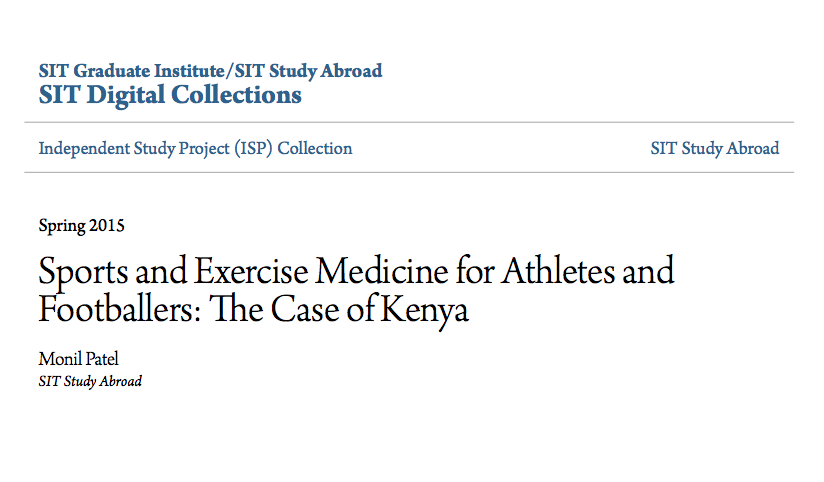 SIT Graduate Institute/SIT Study Abroad
SIT Digital Collections
Independent Study Project (ISP) Collection
SIT Study Abroad
Spring 2015
Sports and Exercise Medicine for Athletes and
Footballers: The Case of Kenya
Monil Patel
SIT Study Abroad